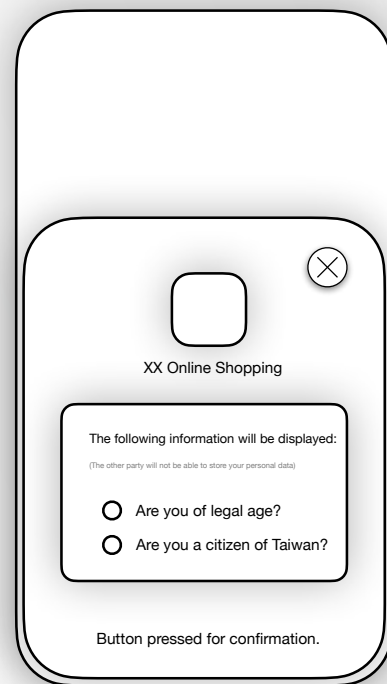 XX Online Shopping
The following information will be displayed:
(The other party will not be able to store your personal data)
Are you of legal age?
Are you a citizen of Taiwan?
Button pressed for confirmation.